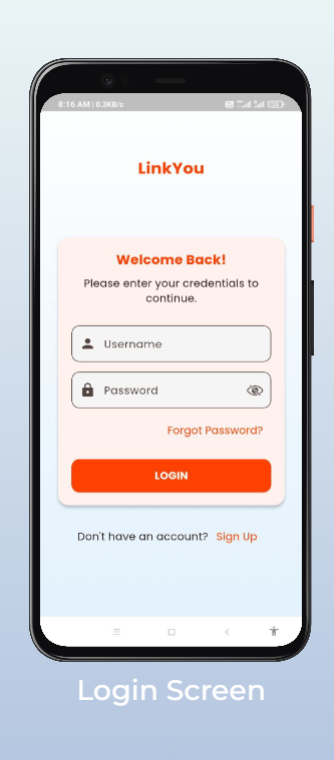 8:16 AM | 0.3KB/s
LinkYou
Welcome Back!
Please enter your credentials to
continue.
Username
Password
Forgot Password?
LOGIN
Don't have an account? Sign Up
Login Screen